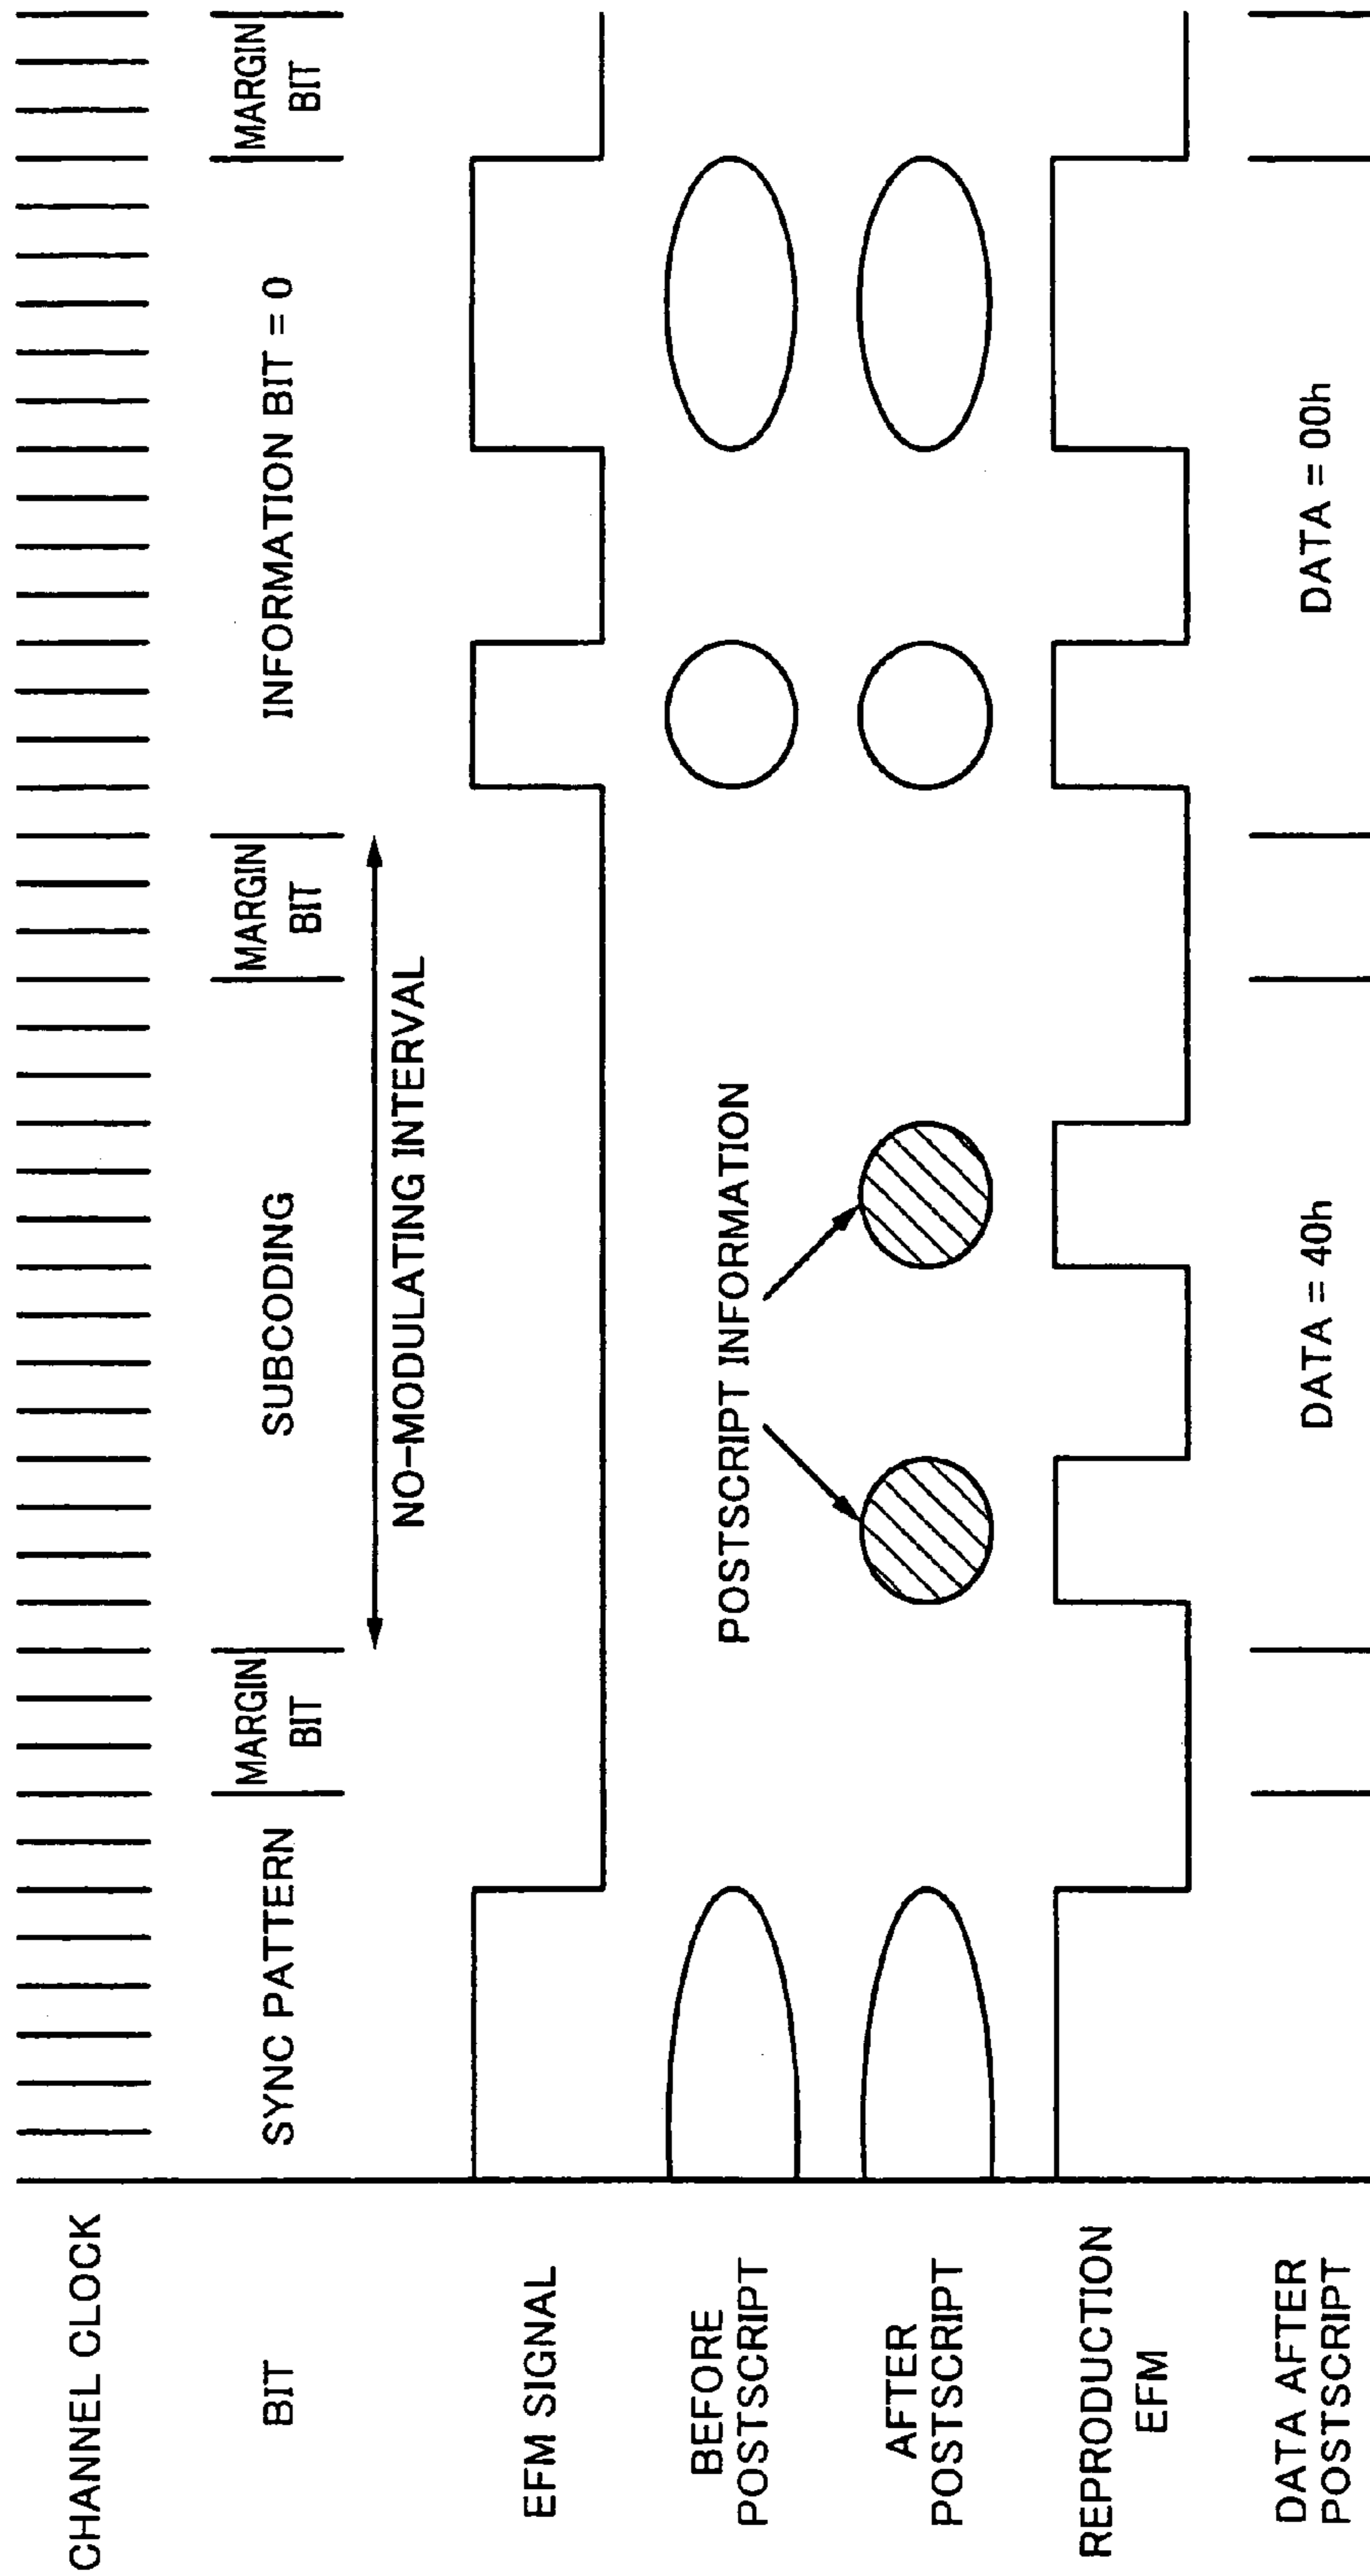 CHANNEL CLOCK
BIT
SYNC PATTERN
MARGIN
BIT
SUBCODING
MARGIN
BIT
INFORMATION BIT = 0
MARGIN
BIT
NO-MODULATING INTERVAL
EFM SIGNAL
BEFORE
POSTSCRIPT
POSTSCRIPT INFORMATION
AFTER
POSTSCRIPT
REPRODUCTION
EFM
DATA AFTER
POSTSCRIPT
DATA = 40h
DATA = 00h